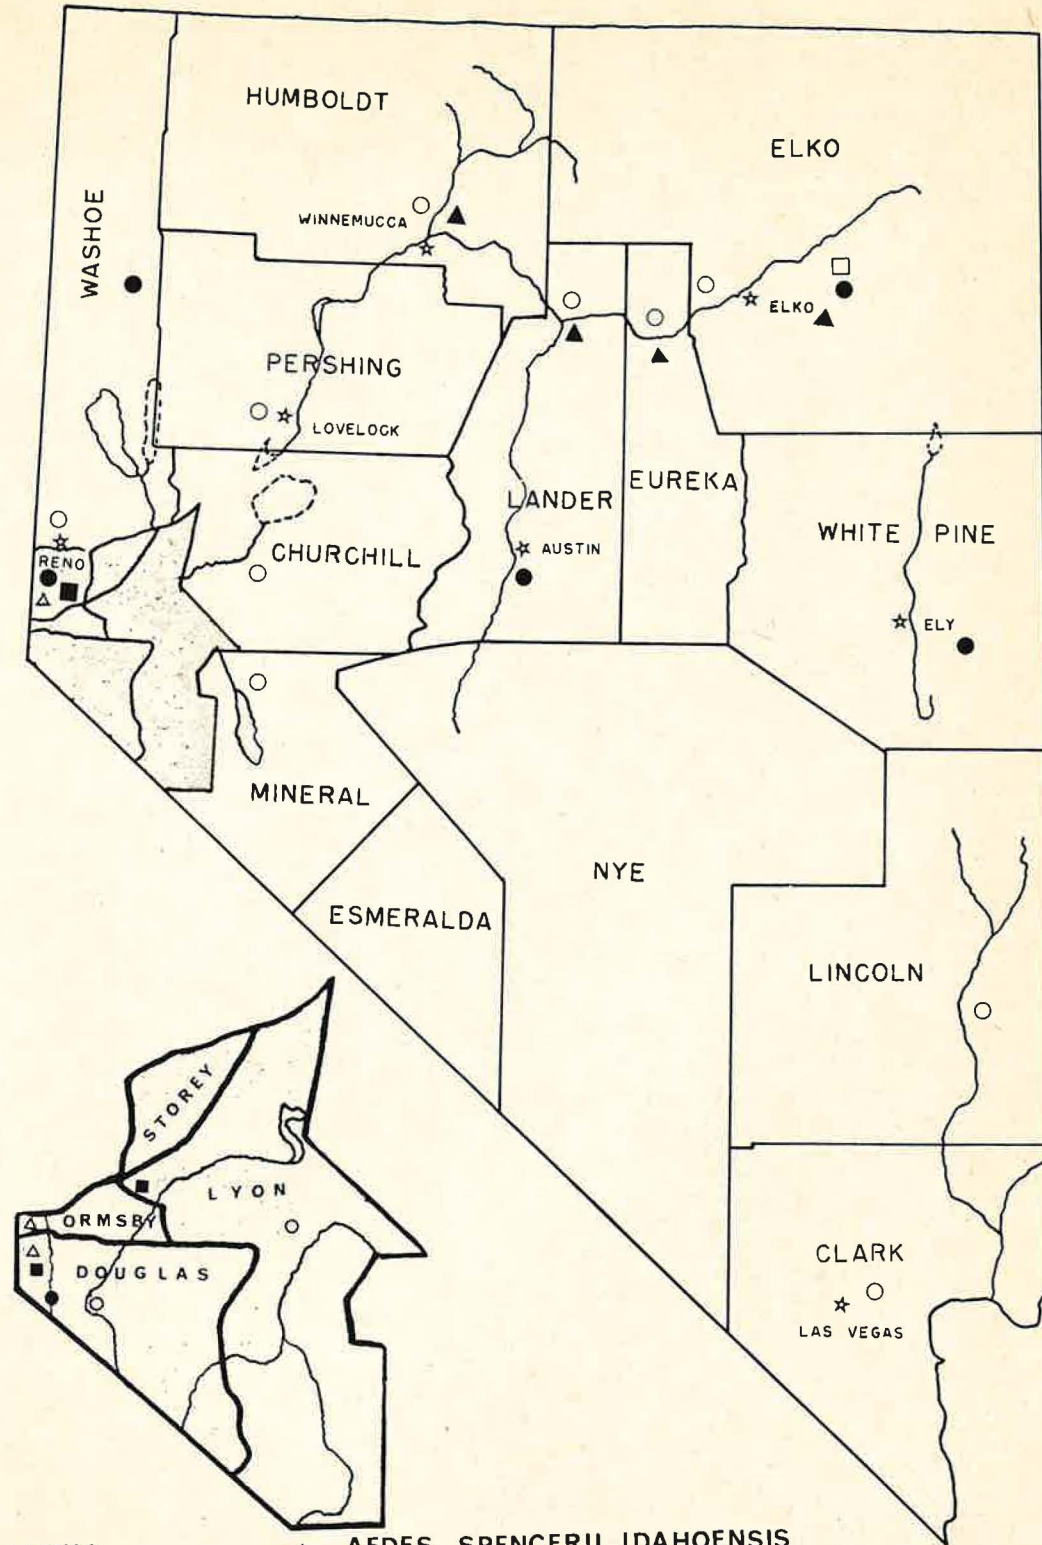 HUMBOLDT
ELKO
WASHOE
WINNEMUCCA
ELKO
PERSHING
LOVELOCK
LANDER
EUREKA
WHITE PINE
RENO
CHURCHILL
AUSTIN
ELY
MINERAL
NYE
ESMERALDA
LINCOLN
STOREY
LYON
ORMSBY
DOUGLAS
CLARK
LAS VEGAS
AEDES SPENCERII IDAHOENSIS